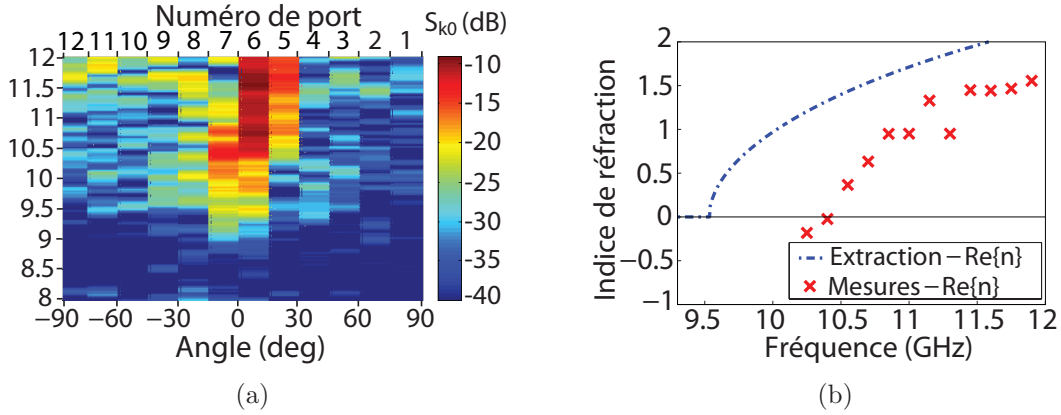 Numéro de port
S_{k0} (dB)
12 11 10 9 8 7 6 5 4 3 2 1
12
11.5
11
10.5
10
9.5
9
8.5
8
−90 −60 −30 0 30 60 90
Angle (deg)
-10
-15
-20
-25
-30
-35
-40
(a)
Indice de réfraction
2
1.5
1
0.5
0
−0.5
−1
9.5 10 10.5 11 11.5 12
Fréquence (GHz)
Extraction – Re{n}
Mesures – Re{n}
(b)